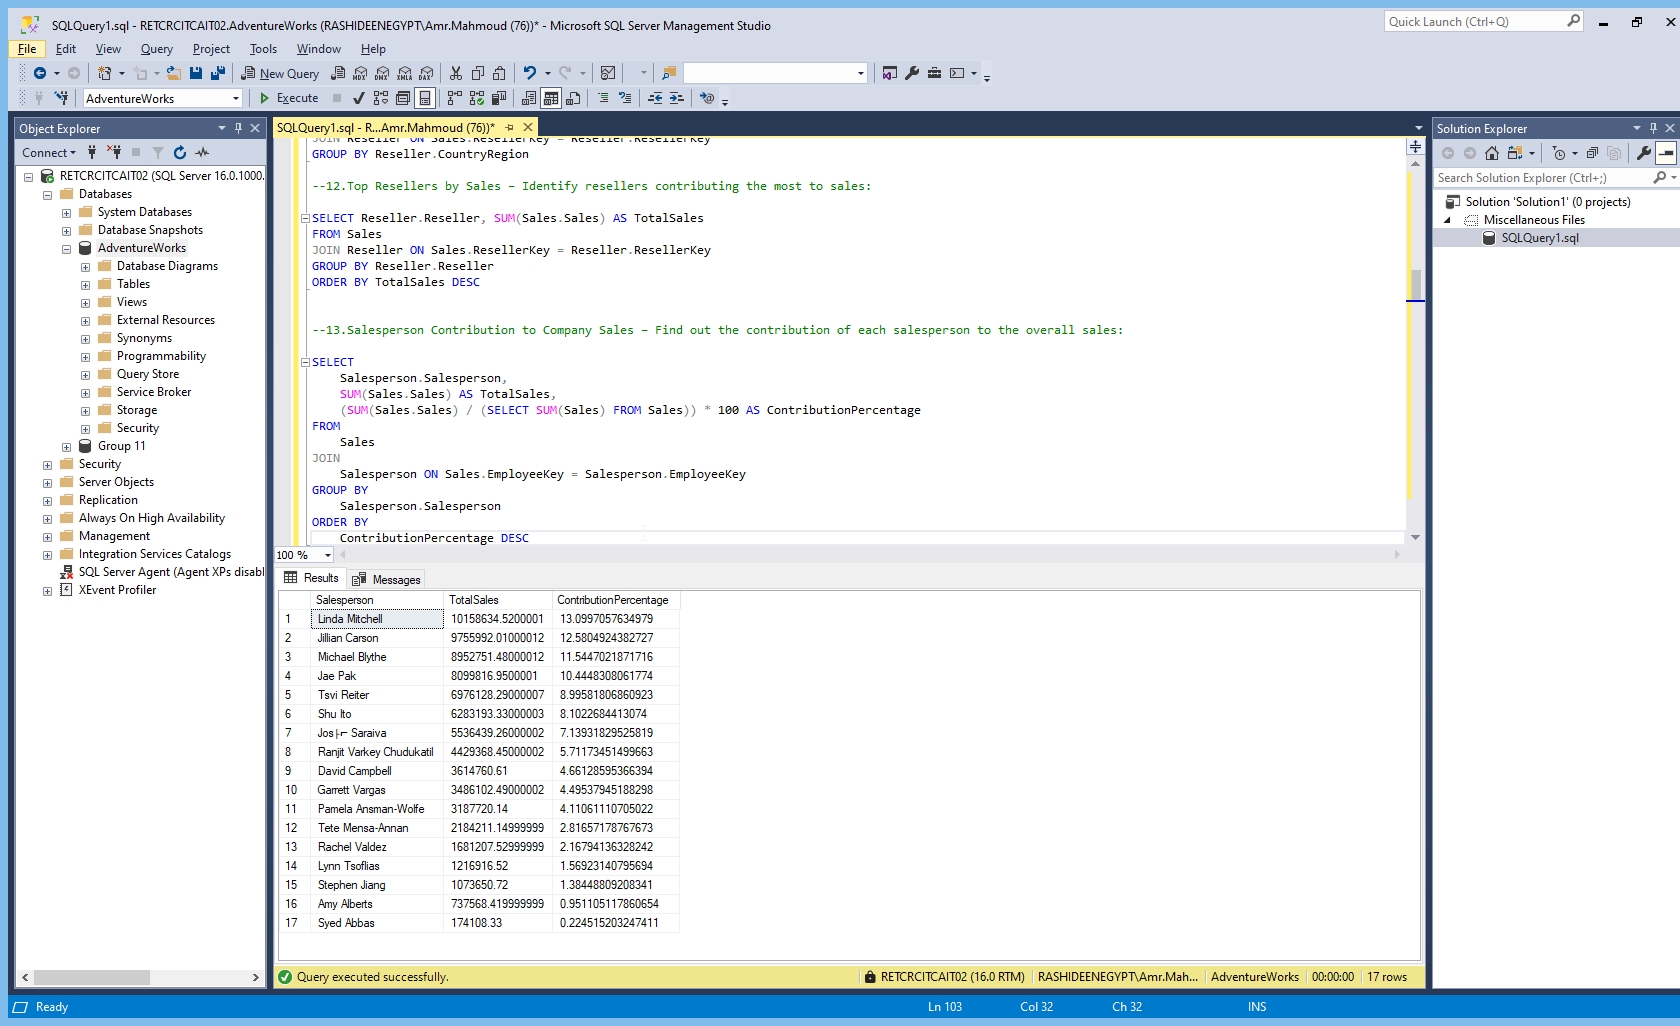 SQLQuery1.sql - RETCRCITCAIT02.AdventureWorks (RASHIDEENEGYPT\Amr.Mahmoud (76))* - Microsoft SQL Server Management Studio
Quick Launch (Ctrl+Q)
File Edit View Query Project Tools Window Help
New Query MDX DMX XMLA DAX
AdventureWorks Execute
Object Explorer
Connect
RETCRCITCAIT02 (SQL Server 16.0.1000.
Databases
System Databases
Database Snapshots
AdventureWorks
Database Diagrams
Tables
Views
External Resources
Synonyms
Programmability
Query Store
Service Broker
Storage
Security
Group 11
Security
Server Objects
Replication
Always On High Availability
Management
Integration Services Catalogs
SQL Server Agent (Agent XPs disabl
XEvent Profiler
SQLQuery1.sql - R...Amr.Mahmoud (76))*
JOIN Reseller ON Sales.ResellerKey = Reseller.ResellerKey
GROUP BY Reseller.CountryRegion
--12.Top Resellers by Sales – Identify resellers contributing the most to sales:
SELECT Reseller.Reseller, SUM(Sales.Sales) AS TotalSales
FROM Sales
JOIN Reseller ON Sales.ResellerKey = Reseller.ResellerKey
GROUP BY Reseller.Reseller
ORDER BY TotalSales DESC
--13.Salesperson Contribution to Company Sales – Find out the contribution of each salesperson to the overall sales:
SELECT
Salesperson.Salesperson,
SUM(Sales.Sales) AS TotalSales,
(SUM(Sales.Sales) / (SELECT SUM(Sales) FROM Sales)) * 100 AS ContributionPercentage
FROM
Sales
JOIN
Salesperson ON Sales.EmployeeKey = Salesperson.EmployeeKey
GROUP BY
Salesperson.Salesperson
ORDER BY
ContributionPercentage DESC
100 %
Results Messages
Salesperson TotalSales ContributionPercentage
1 Linda Mitchell 10158634.5200001 13.0997057634979
2 Jillian Carson 9755992.01000012 12.5804924382727
3 Michael Blythe 8952751.48000012 11.5447021871716
4 Jae Pak 8099816.9500001 10.4448308061774
5 Tsvi Reiter 6976128.29000007 8.99581806860923
6 Shu Ito 6283193.33000003 8.1022684413074
7 Jos├⌐ Saraiva 5536439.26000002 7.13931829525819
8 Ranjit Varkey Chudukatil 4429368.45000002 5.71173451499663
9 David Campbell 3614760.61 4.66128595366394
10 Garrett Vargas 3486102.49000002 4.49537945188298
11 Pamela Ansman-Wolfe 3187720.14 4.11061110705022
12 Tete Mensa-Annan 2184211.14999999 2.81657178767673
13 Rachel Valdez 1681207.52999999 2.16794136328242
14 Lynn Tsoflias 1216916.52 1.56923140795694
15 Stephen Jiang 1073650.72 1.38448809208341
16 Amy Alberts 737568.419999999 0.951105117860654
17 Syed Abbas 174108.33 0.224515203247411
Query executed successfully. RETCRCITCAIT02 (16.0 RTM) RASHIDEENEGYPT\Amr.Mah... AdventureWorks 00:00:00 17 rows
Solution Explorer
Search Solution Explorer (Ctrl+;)
Solution 'Solution1' (0 projects)
Miscellaneous Files
SQLQuery1.sql
Ready Ln 103 Col 32 Ch 32 INS